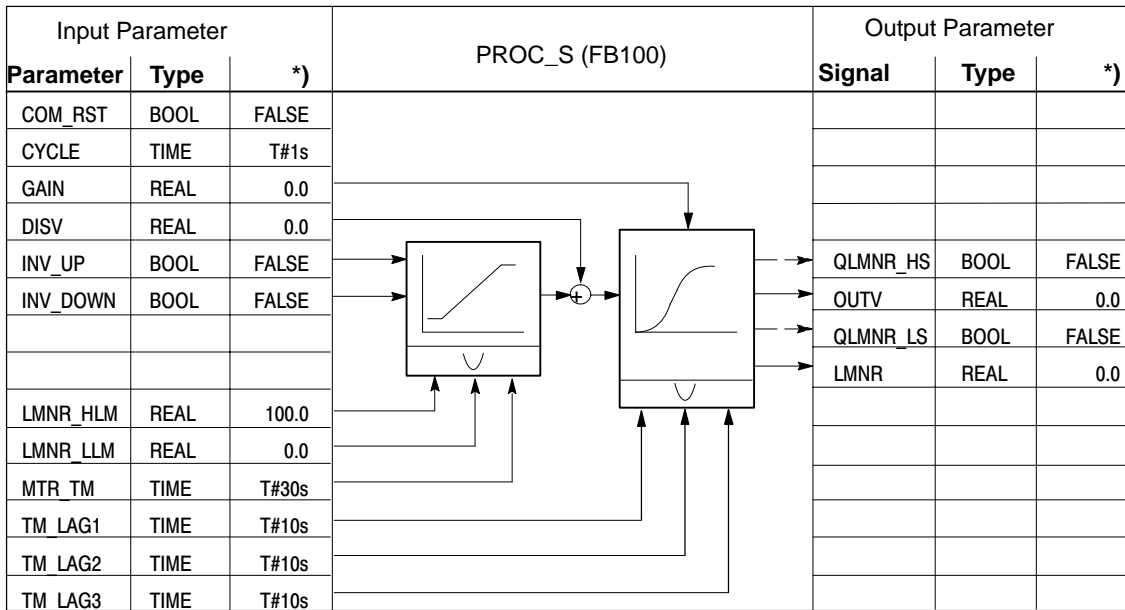 Input Parameter PROC_S (FB100) Output Parameter
Parameter Type *) Signal Type *)
COM_RST BOOL FALSE
CYCLE TIME T#1s
GAIN REAL 0.0
DISV REAL 0.0
INV_UP BOOL FALSE QLMNR_HS BOOL FALSE
INV_DOWN BOOL FALSE + OUTV REAL 0.0
QLMNR_LS BOOL FALSE
LMNR REAL 0.0
LMNR_HLM REAL 100.0
LMNR_LLM REAL 0.0
MTR_TM TIME T#30s
TM_LAG1 TIME T#10s
TM_LAG2 TIME T#10s
TM_LAG3 TIME T#10s